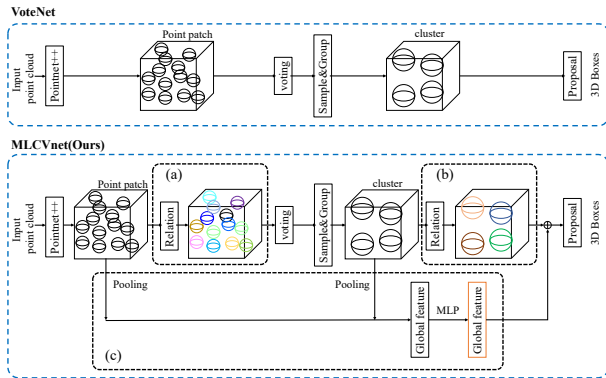 VoteNet
Input
point cloud
Pointnet++
Point patch
voting
Sample&Group
cluster
Proposal
3D Boxes
MLCVnet(Ours)
Input
point cloud
Pointnet++
Point patch
(a)
Relation
voting
Sample&Group
cluster
(b)
Relation
Proposal
3D Boxes
Pooling
Pooling
(c)
Global feature
MLP
Global feature